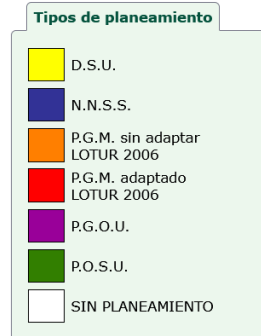 Tipos de planeamiento
D.S.U.
N.N.S.S.
P.G.M. sin adaptar
LOTUR 2006
P.G.M. adaptado
LOTUR 2006
P.G.O.U.
P.O.S.U.
SIN PLANEAMIENTO